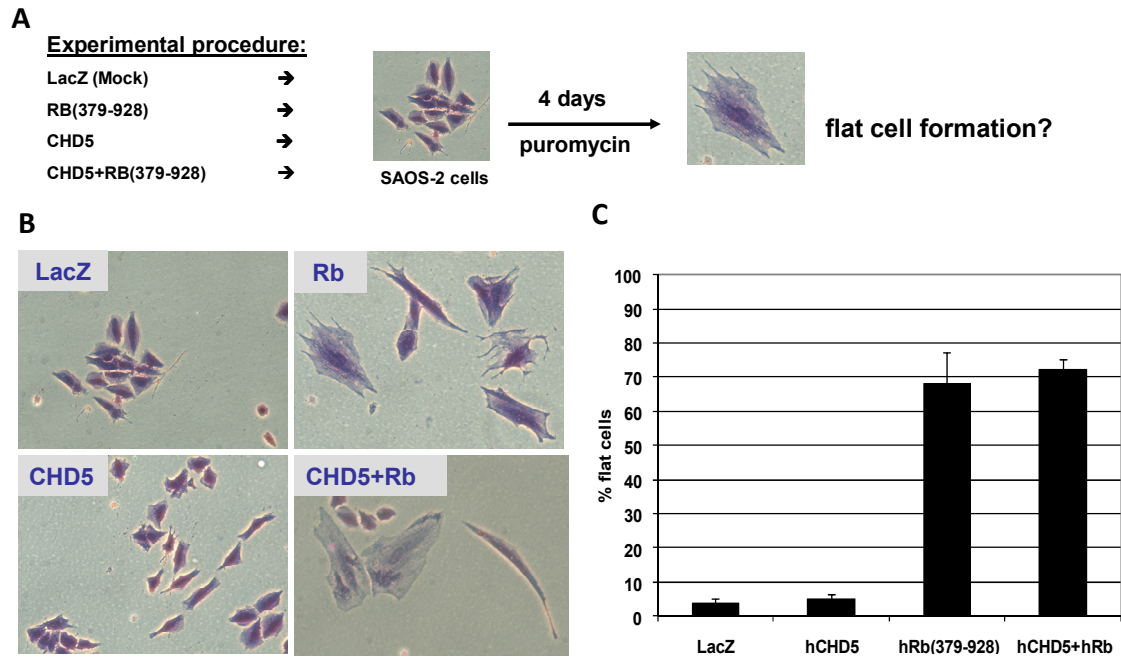 A
Experimental procedure:
LacZ (Mock) ➔
RB(379-928) ➔
CHD5 ➔
CHD5+RB(379-928) ➔
SAOS-2 cells
4 days
puromycin
flat cell formation?
B
LacZ
Rb
CHD5
CHD5+Rb
C
% flat cells
100
90
80
70
60
50
40
30
20
10
0
LacZ hCHD5 hRb(379-928) hCHD5+hRb